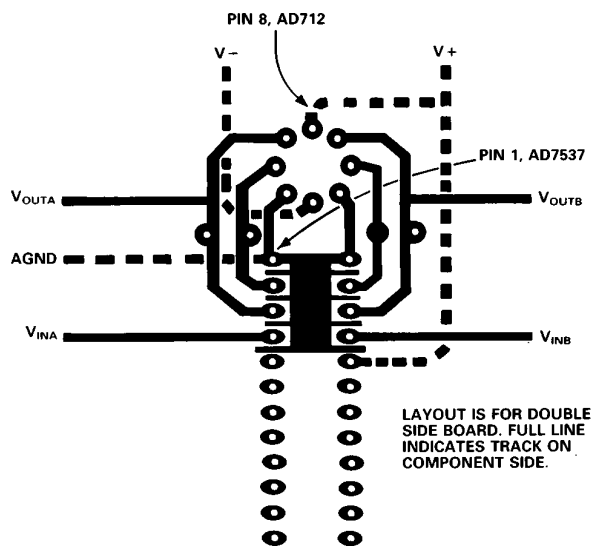 PIN 8, AD712
V−
V+
PIN 1, AD7537
VOUTA
VOUTB
AGND
VINA
VINB
LAYOUT IS FOR DOUBLE
SIDE BOARD. FULL LINE
INDICATES TRACK ON
COMPONENT SIDE.